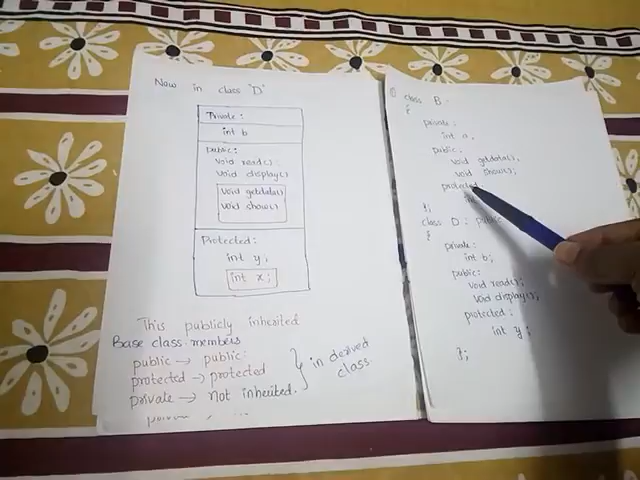 Now in class 'D'
Private:
int b
Public:
void read()
void display()
void getdata()
void show()
Protected:
int y;
int x;
This publicly inherited
Base class members
public → public
protected → protected
private → not inherited.
in derived class
① class B
{
private:
int a,
public:
void getdata(),
void show();
protected
};
class D: public
{
private:
int b;
public:
void read();
void display();
protected:
int y;
};